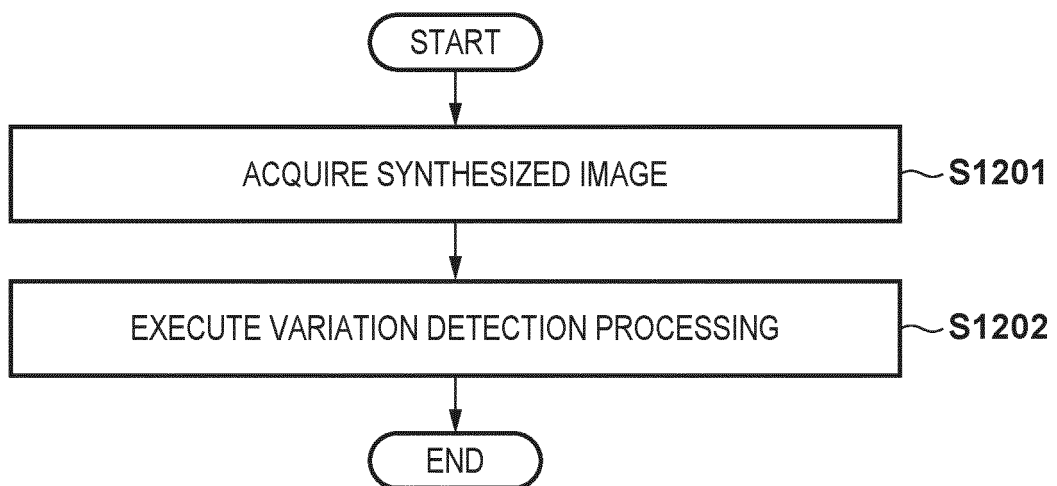 START
ACQUIRE SYNTHESIZED IMAGE
S1201
EXECUTE VARIATION DETECTION PROCESSING
S1202
END